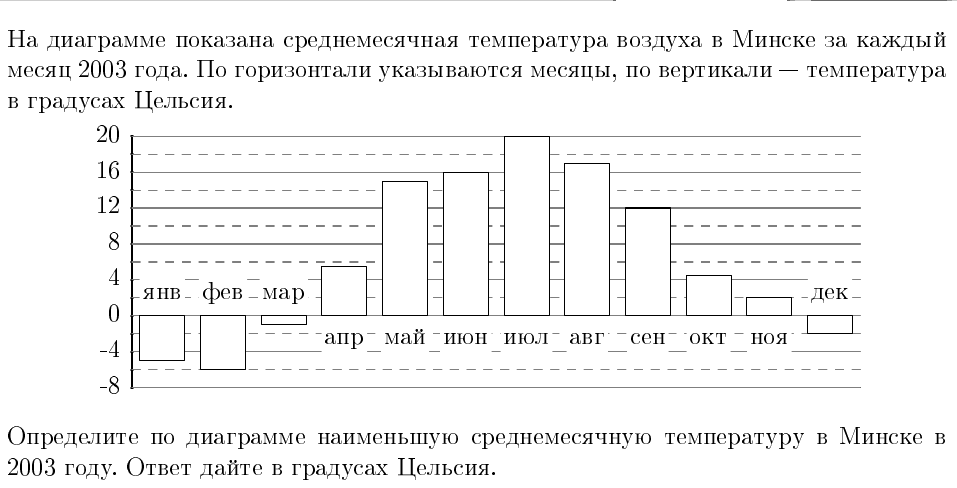 На диаграмме показана среднемесячная температура воздуха в Минске за каждый
месяц 2003 года. По горизонтали указываются месяцы, по вертикали — температура
в градусах Цельсия.
20
16
12
8
4
янв фев мар дек
0
апр май июн июл авг сен окт ноя
-4
-8
Определите по диаграмме наименьшую среднемесячную температуру в Минске в
2003 году. Ответ дайте в градусах Цельсия.